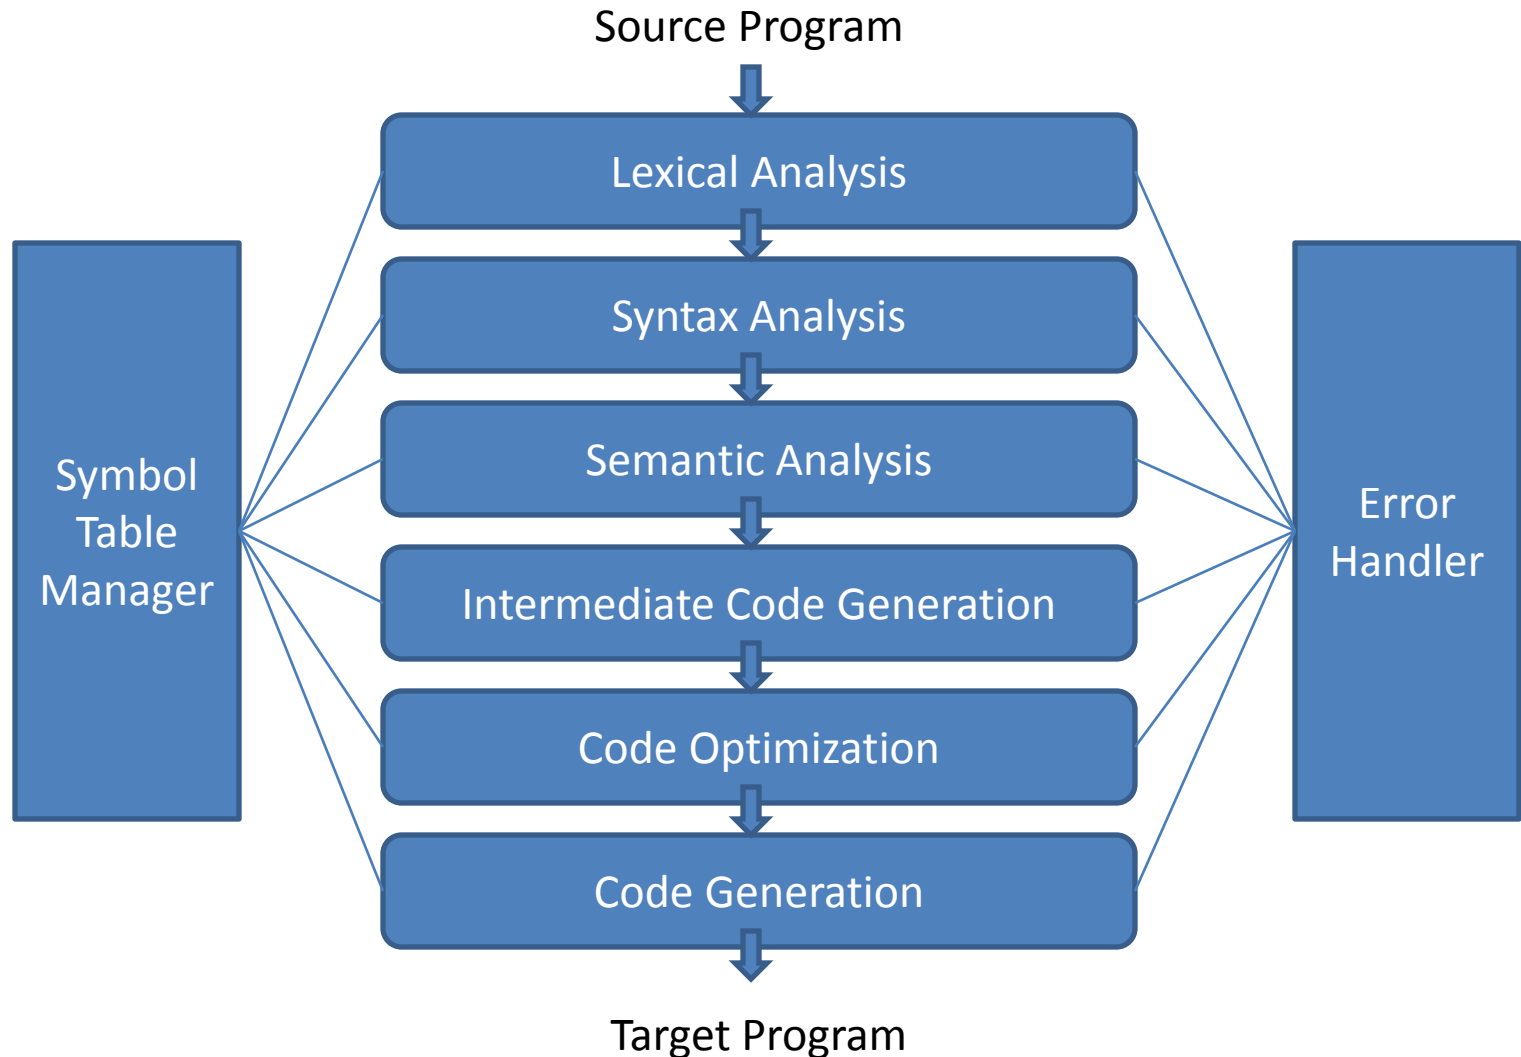 Source Program
Lexical Analysis
Syntax Analysis
Semantic Analysis
Intermediate Code Generation
Code Optimization
Code Generation
Target Program
Symbol
Table
Manager
Error
Handler